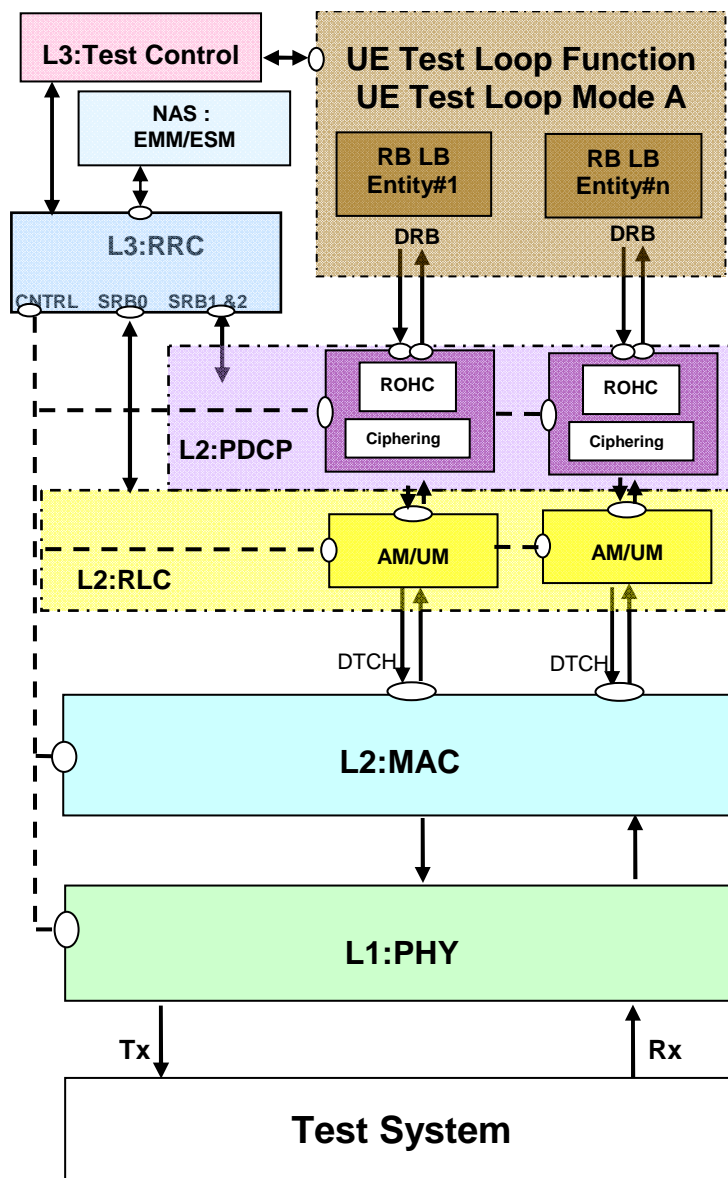 L3:Test Control
UE Test Loop Function
UE Test Loop Mode A
NAS :
EMM/ESM
RB LB
Entity#1
RB LB
Entity#n
DRB
DRB
L3:RRC
CNTRL
SRB0
SRB1 &2
ROHC
Ciphering
ROHC
Ciphering
L2:PDCP
AM/UM
AM/UM
L2:RLC
DTCH
DTCH
L2:MAC
L1:PHY
Tx
Rx
Test System